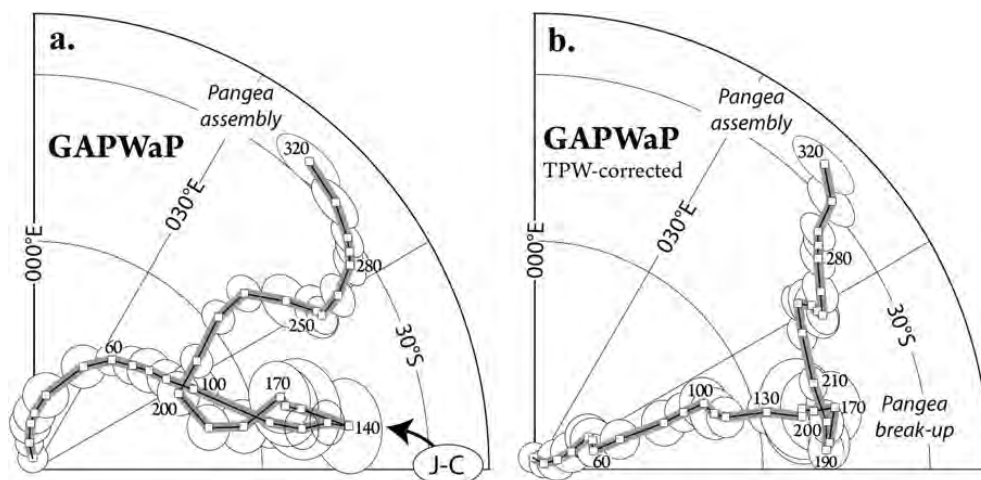 a.
Pangea
assembly
GAPWaP
320
000°E
030°E
280
250
30°S
60
100
200
170
140
J-C
b.
Pangea
assembly
GAPWaP
TPW-corrected
320
000°E
030°E
280
30°S
210
100
130
170
Pangea
break-up
200
190
60